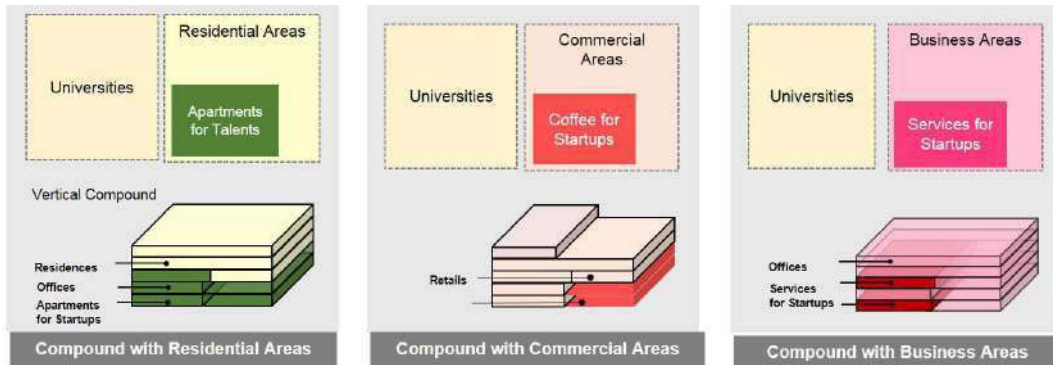 Universities
Residential Areas
Apartments
for Talents
Vertical Compound
Residences
Offices
Apartments
for Startups
Compound with Residential Areas
Universities
Commercial
Areas
Coffee for
Startups
Retails
Compound with Commercial Areas
Universities
Business Areas
Services for
Startups
Offices
Services
for Startups
Compound with Business Areas